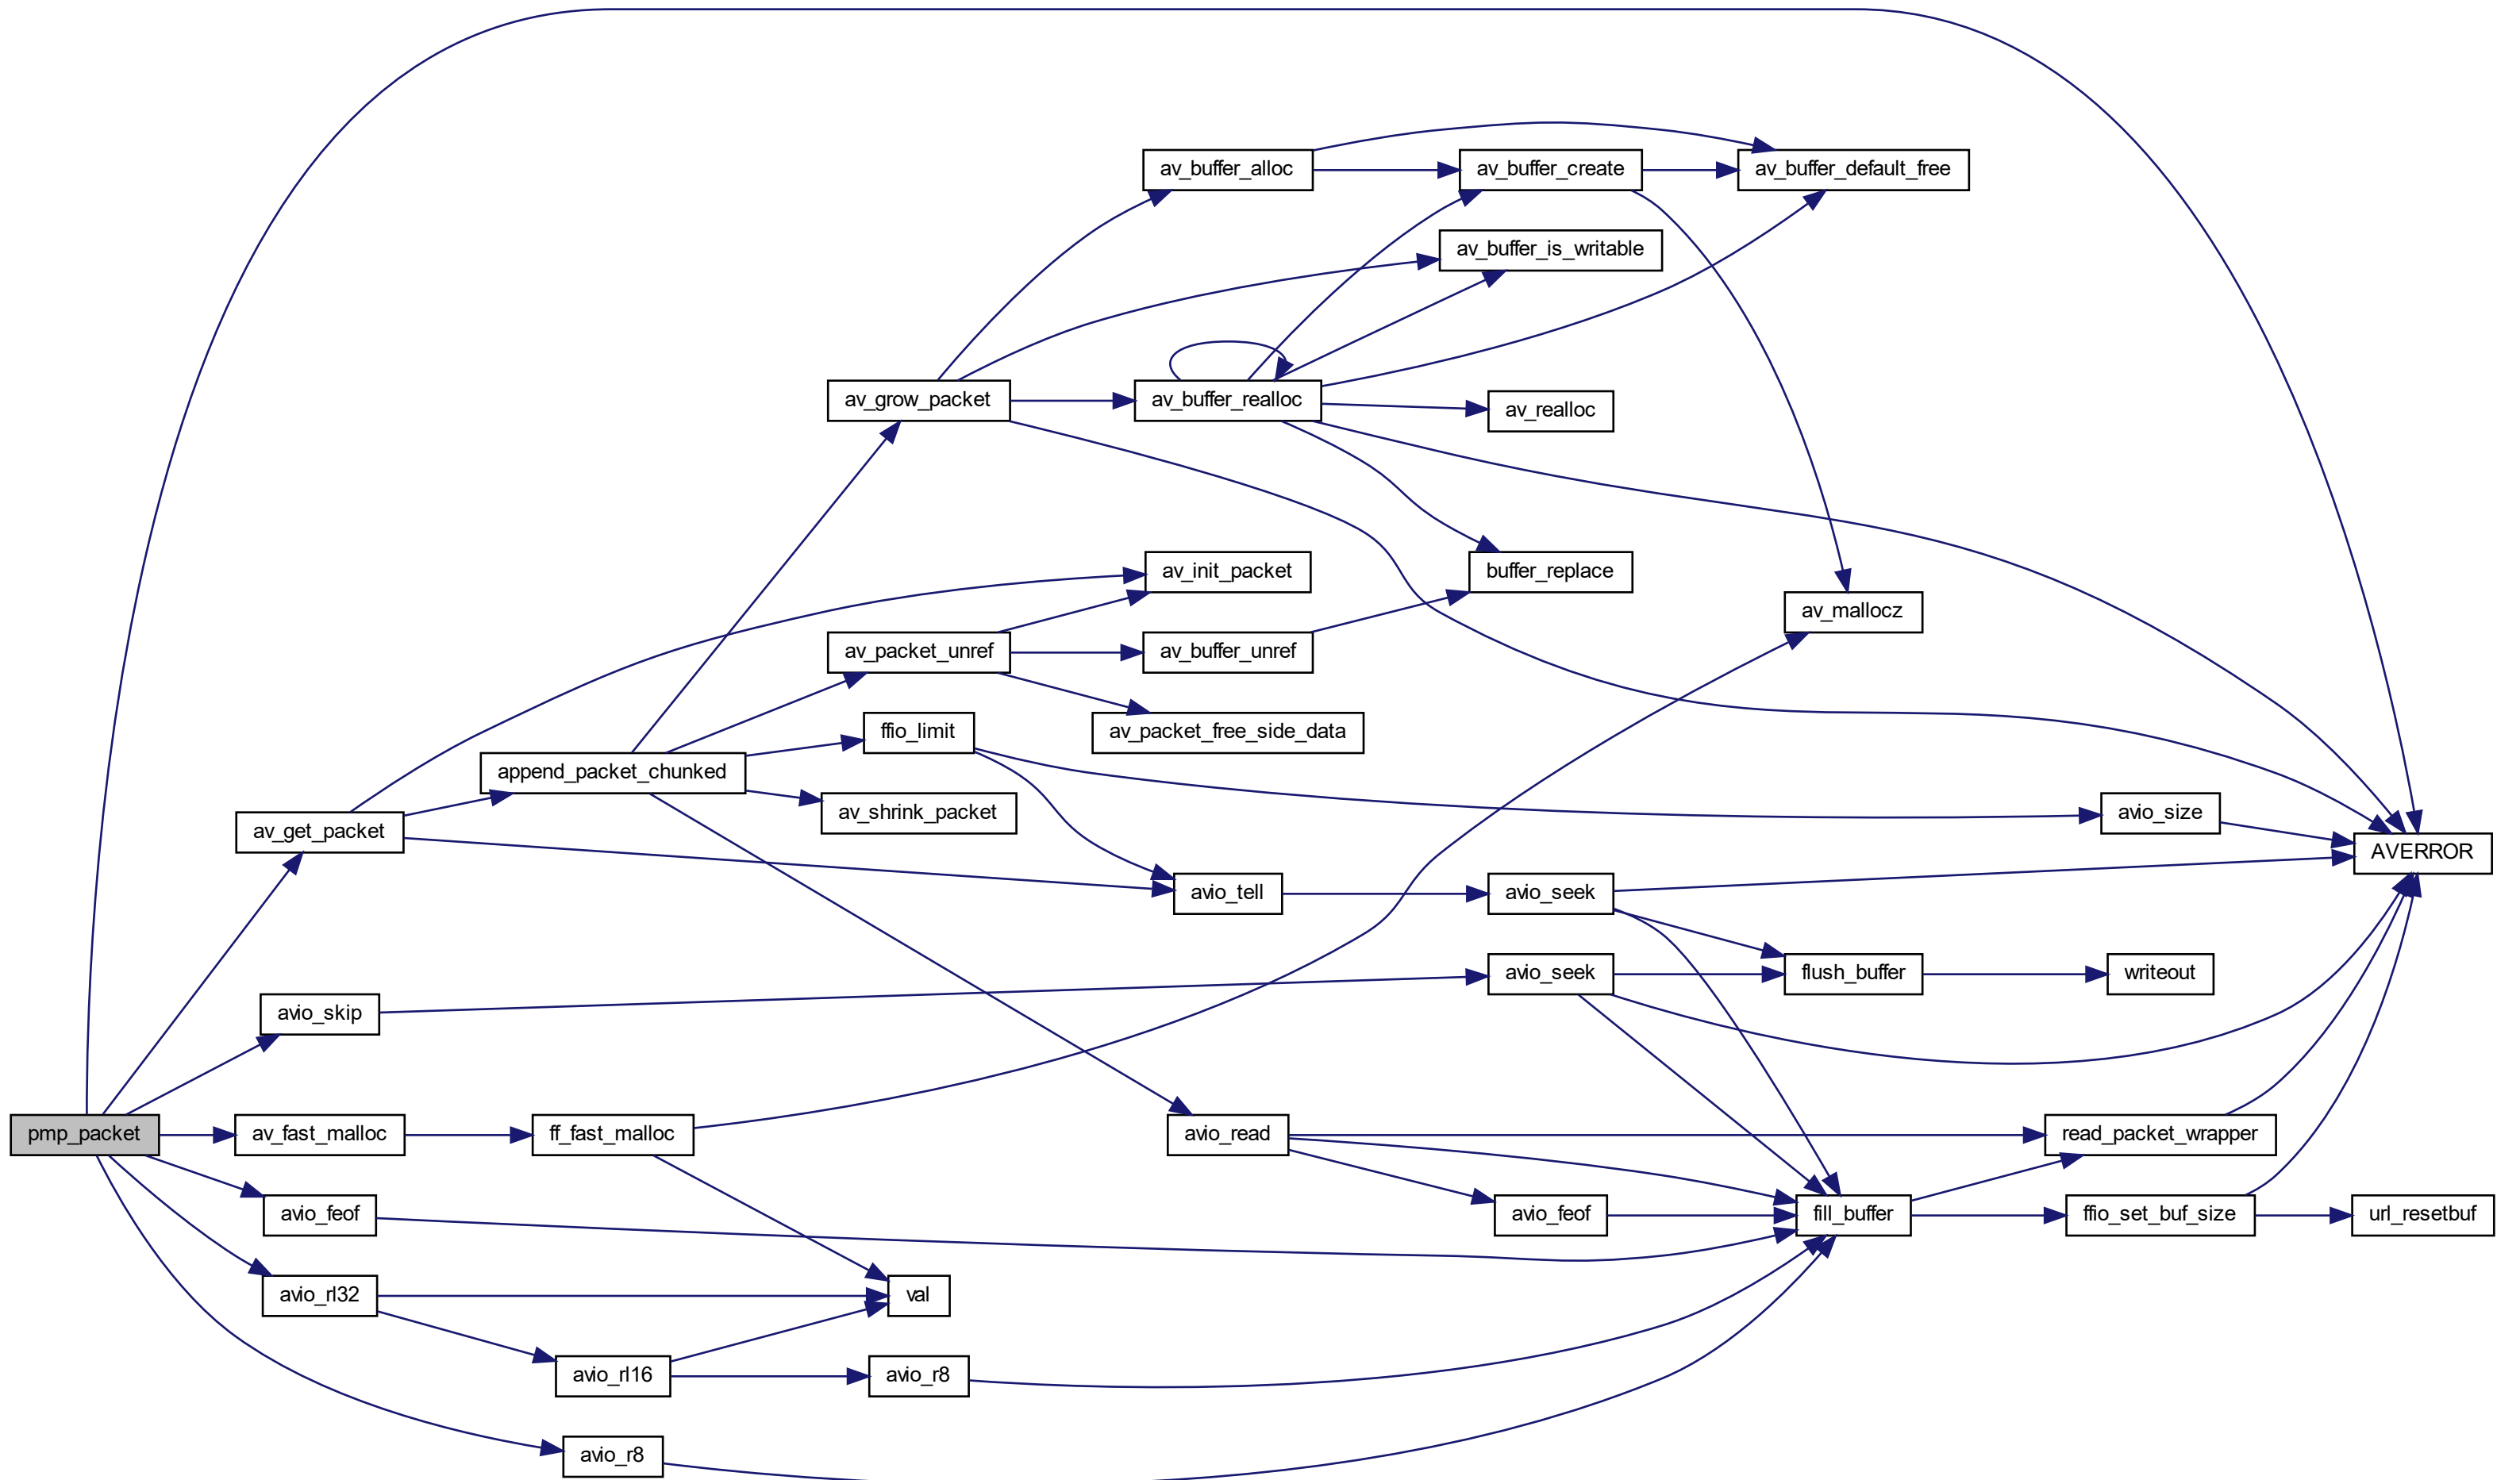 av_buffer_alloc
av_buffer_create
av_buffer_default_free
av_buffer_is_writable
av_grow_packet
av_buffer_realloc
av_realloc
av_init_packet
buffer_replace
av_mallocz
av_packet_unref
av_buffer_unref
ffio_limit
av_packet_free_side_data
append_packet_chunked
av_shrink_packet
avio_size
av_get_packet
AVERROR
avio_tell
avio_seek
avio_seek
flush_buffer
writeout
avio_skip
pmp_packet
av_fast_malloc
ff_fast_malloc
avio_read
read_packet_wrapper
avio_feof
avio_feof
fill_buffer
ffio_set_buf_size
url_resetbuf
avio_rl32
val
avio_rl16
avio_r8
avio_r8